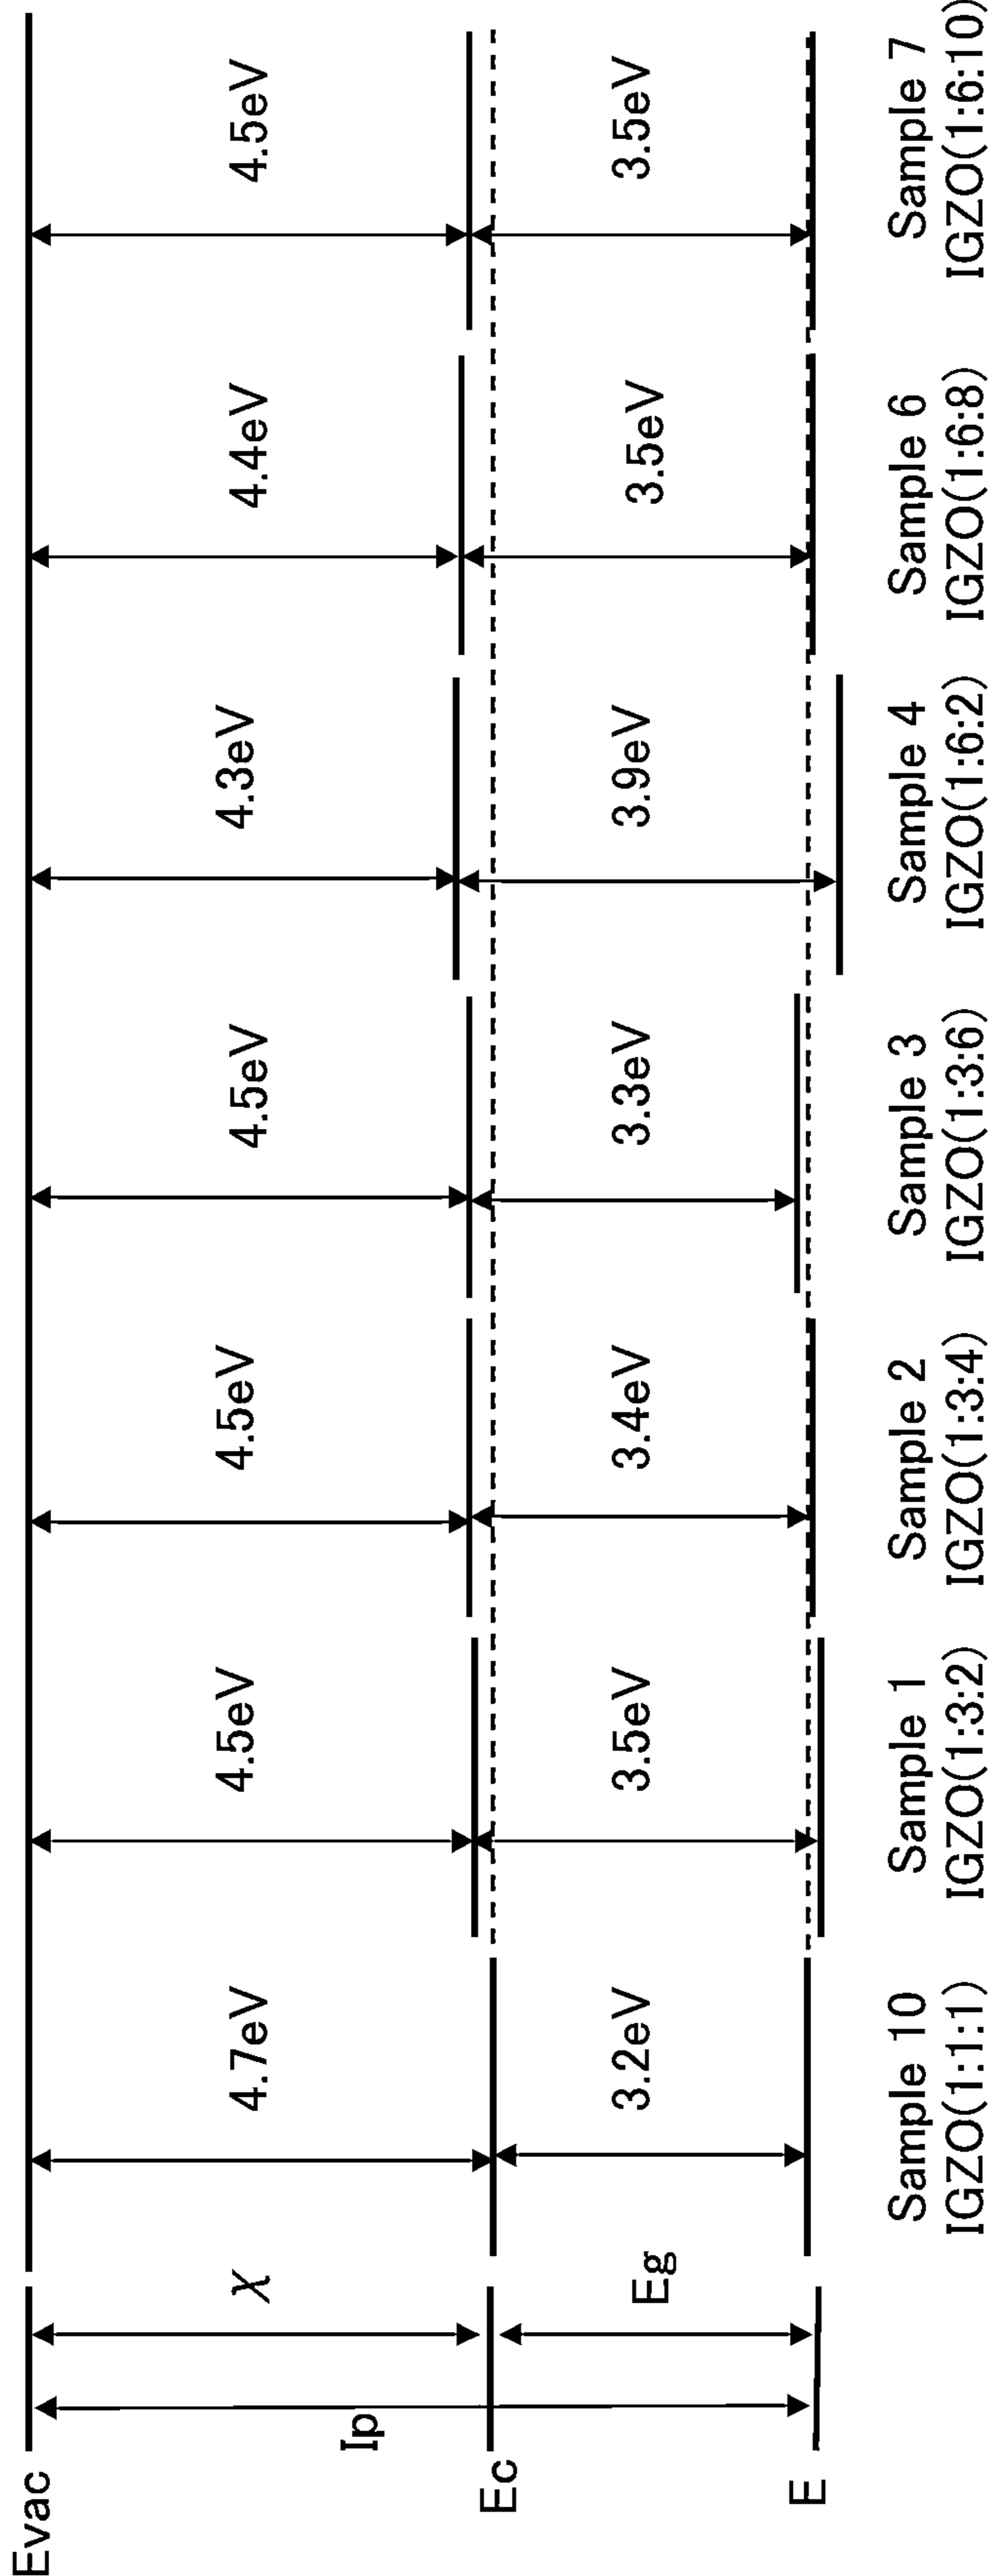 Evac
Ec
E
Ip
χ
Eg
4.7eV
4.5eV
4.5eV
4.5eV
4.3eV
4.4eV
4.5eV
3.2eV
3.5eV
3.4eV
3.3eV
3.9eV
3.5eV
3.5eV
Sample 10
IGZO(1:1:1)
Sample 1
IGZO(1:3:2)
Sample 2
IGZO(1:3:4)
Sample 3
IGZO(1:3:6)
Sample 4
IGZO(1:6:2)
Sample 6
IGZO(1:6:8)
Sample 7
IGZO(1:6:10)